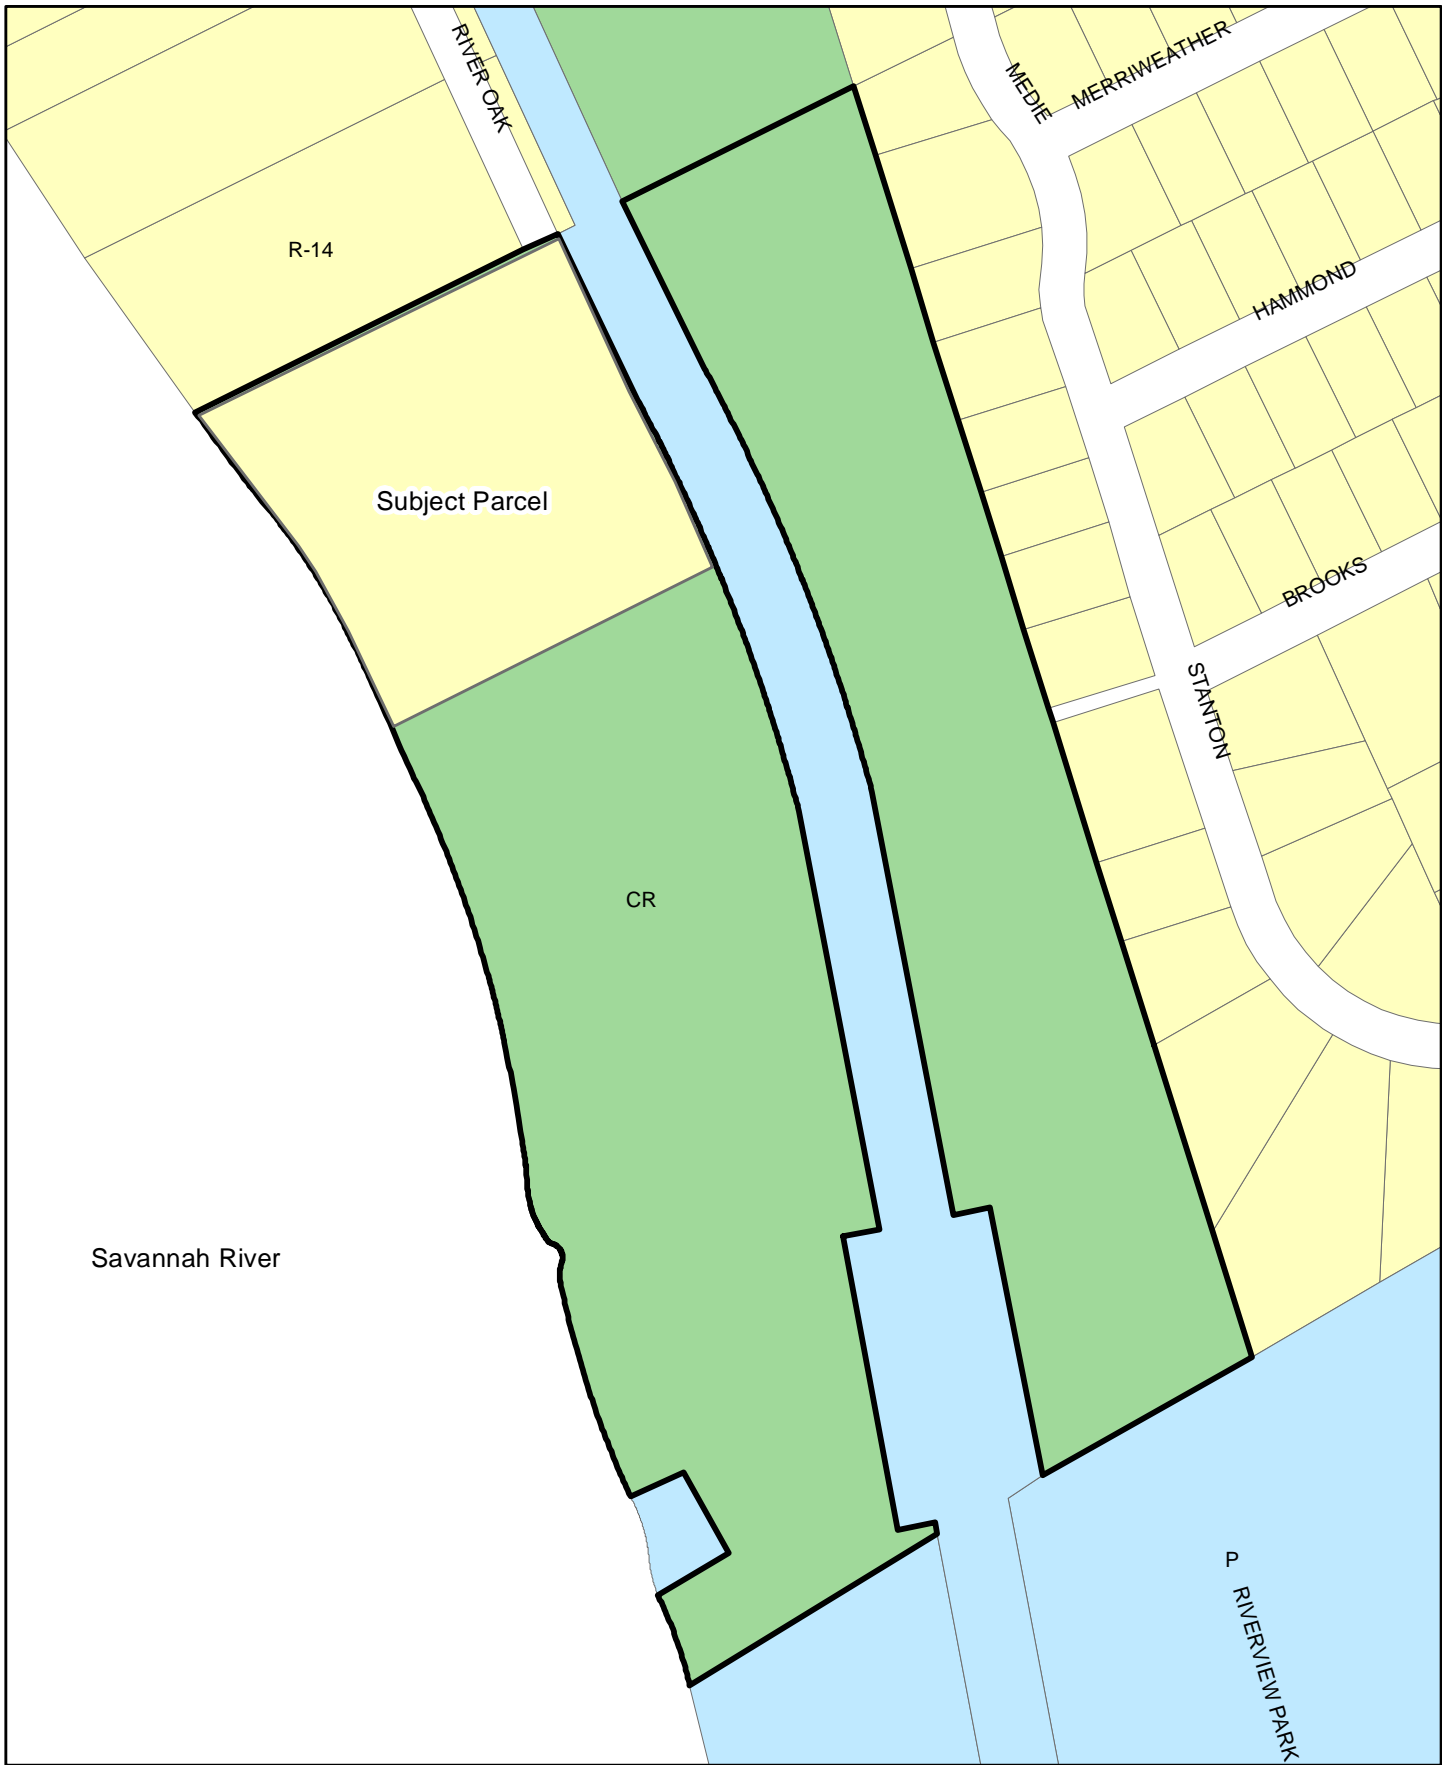 RIVER OAK
MEDIE
MERRIWEATHER
R-14
HAMMOND
Subject Parcel
BROOKS
STANTON
CR
Savannah River
P
RIVERVIEW PARK